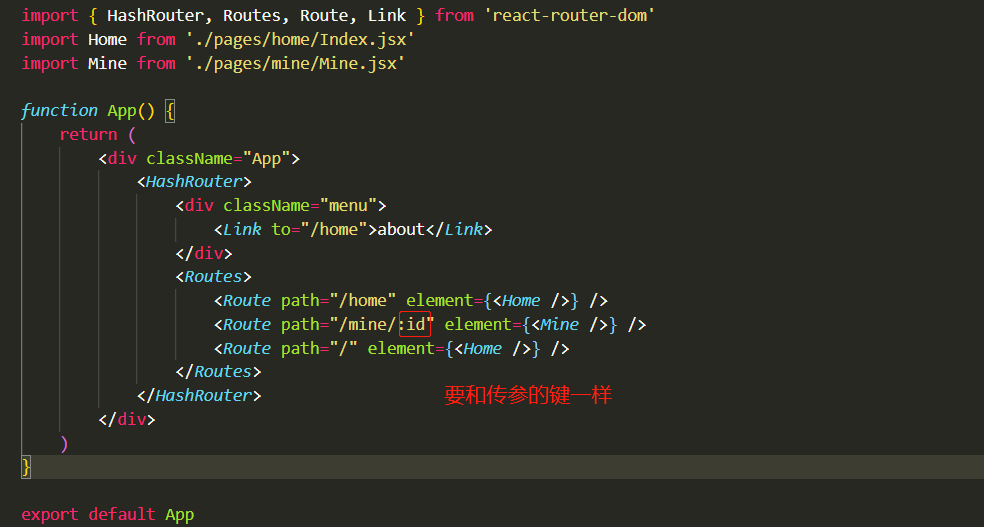 import { HashRouter, Routes, Route, Link } from 'react-router-dom'
import Home from './pages/home/Index.jsx'
import Mine from './pages/mine/Mine.jsx'
function App() {
return (
<div className="App">
<HashRouter>
<div className="menu">
<Link to="/home">about</Link>
</div>
<Routes>
<Route path="/home" element={<Home />} />
<Route path="/mine/:id" element={<Mine />} />
<Route path="/" element={<Home />} />
</Routes>
</HashRouter>
要和传参的键一样
</div>
)
}
export default App